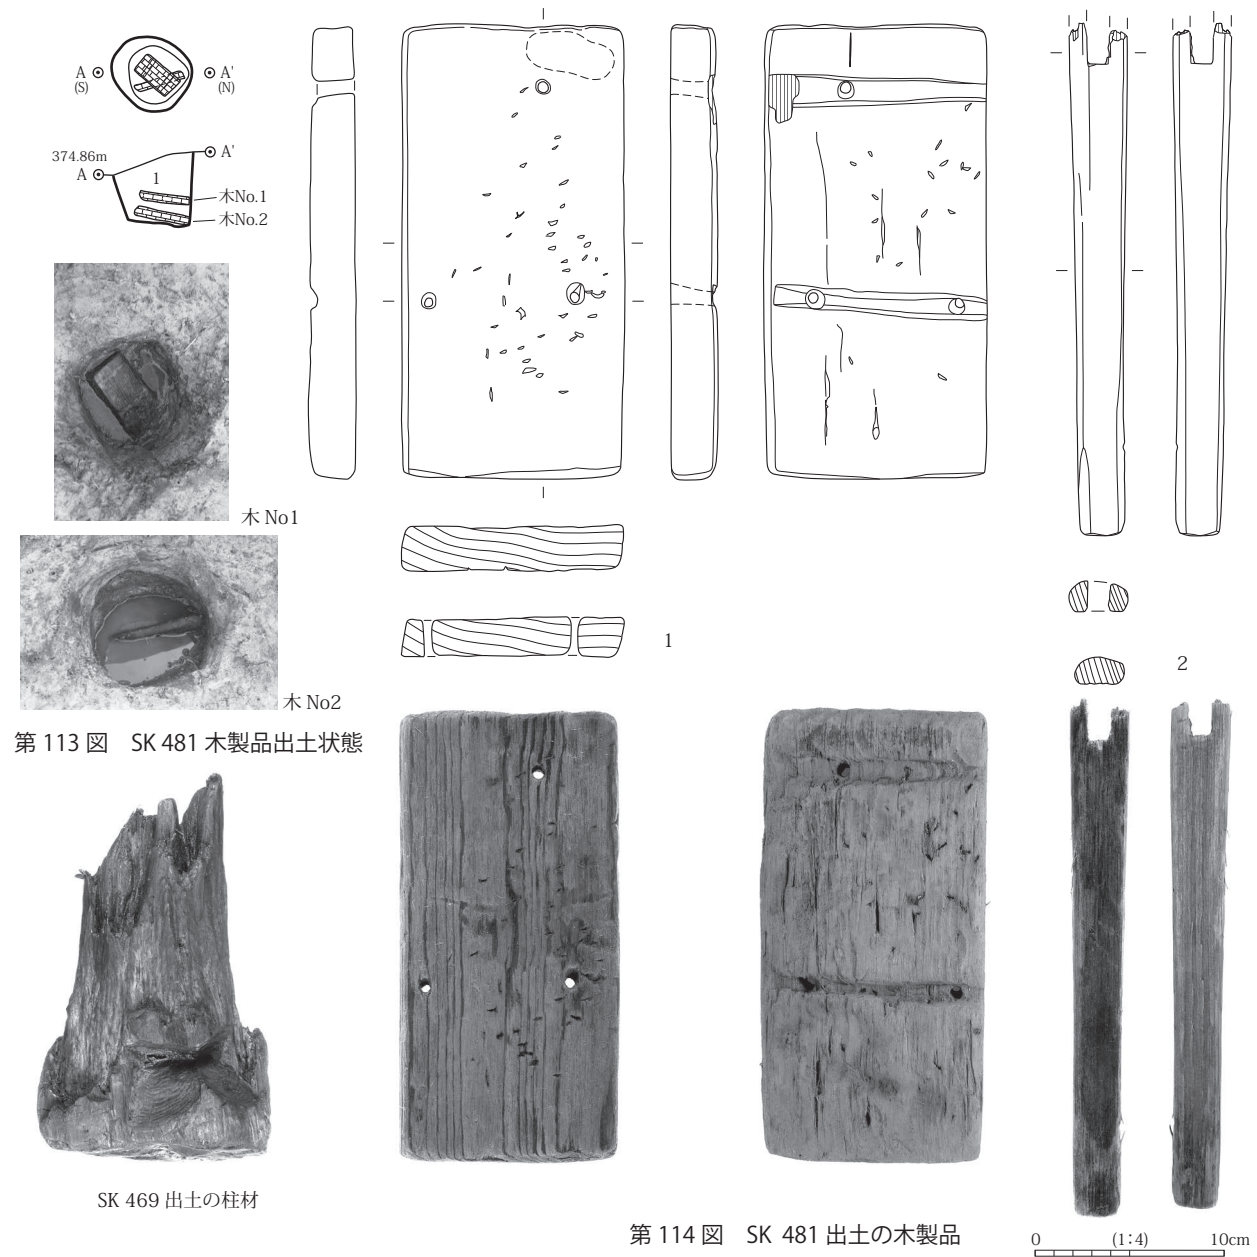 A
(S)
A'
(N)
374.86m
A
A'
1
木No.1
木No.2
木 No1
木 No2
第 113 図　SK 481 木製品出土状態
1
2
SK 469 出土の柱材
第 114 図　SK 481 出土の木製品
0 (1:4) 10cm